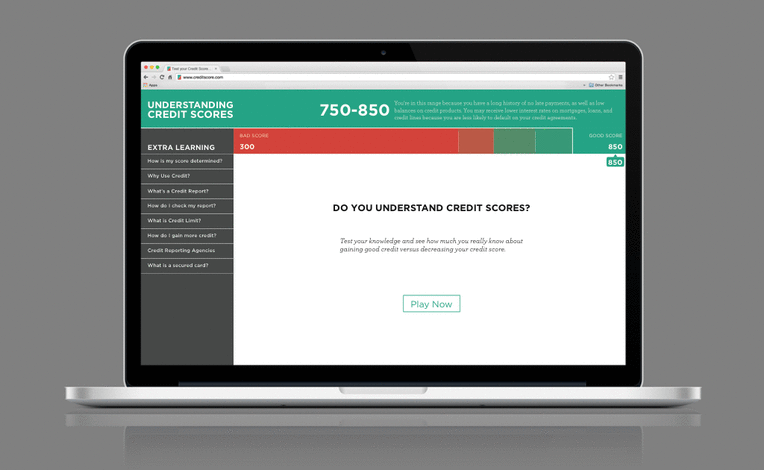 Test your Credit Score...
www.creditscore.com
Apps
Other Bookmarks
UNDERSTANDING
CREDIT SCORES
750-850
You're in this range because you have a long history of no late payments, as well as low
balances on credit products. You may receive lower interest rates on mortgages, loans, and
credit lines because you are less likely to default on your credit agreements.
BAD SCORE
300
GOOD SCORE
850
850
EXTRA LEARNING
How is my score determined?
Why Use Credit?
What's a Credit Report?
How do I check my report?
What is Credit Limit?
How do I gain more credit?
Credit Reporting Agencies
What is a secured card?
DO YOU UNDERSTAND CREDIT SCORES?
Test your knowledge and see how much you really know about
gaining good credit versus decreasing your credit score.
Play Now